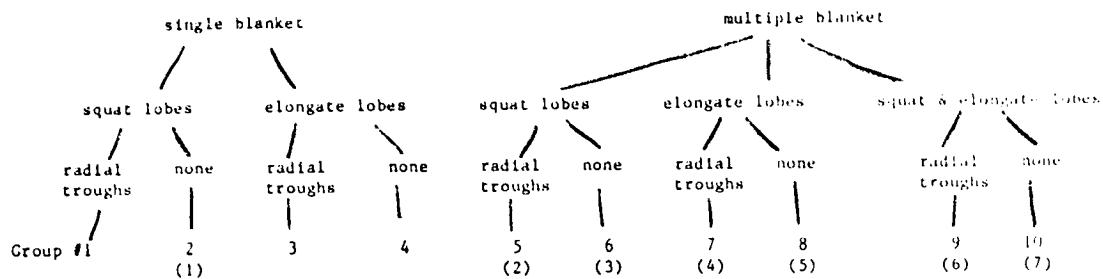 single blanket multiple blanket
squat lobes elongate lobes squat lobes elongate lobes squat & elongate lobes
radial none radial none radial none radial none radial none
troughs troughs troughs troughs troughs
Group #1 2 3 4 5 6 7 8 9 10
(1) (2) (3) (4) (5) (6) (7)